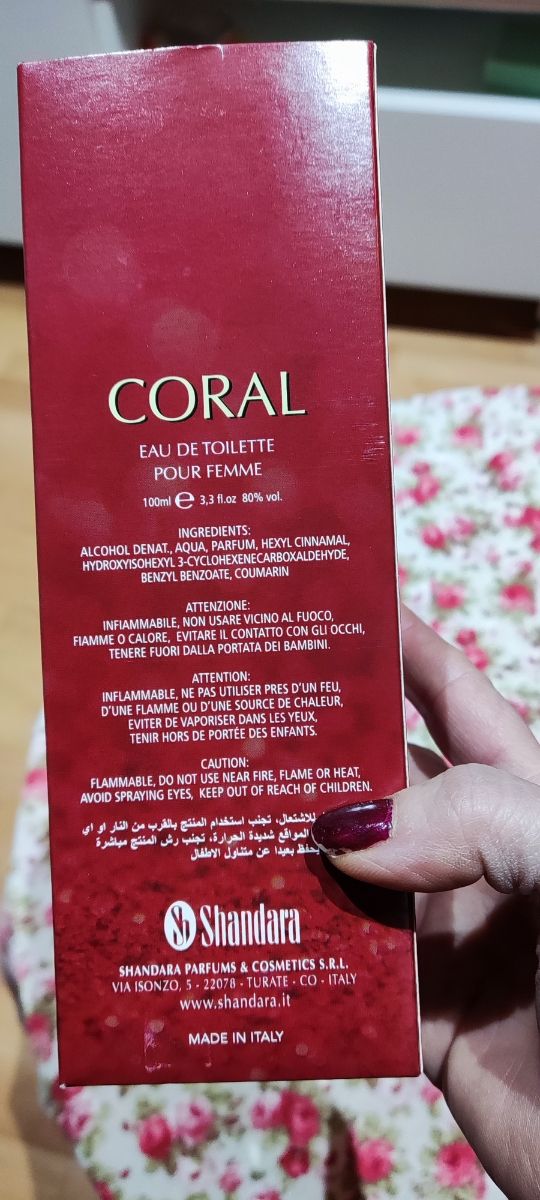 CORAL
EAU DE TOILETTE
POUR FEMME
100ml e 3,3 fl.oz 80% vol.
INGREDIENTS:
ALCOHOL DENAT., AQUA, PARFUM, HEXYL CINNAMAL,
HYDROXYISOHEXYL 3-CYCLOHEXENECARBOXALDEHYDE,
BENZYL BENZOATE, COUMARIN
ATTENZIONE:
INFIAMMABILE, NON USARE VICINO AL FUOCO,
FIAMME O CALORE, EVITARE IL CONTATTO CON GLI OCCHI,
TENERE FUORI DALLA PORTATA DEI BAMBINI.
ATTENTION:
INFLAMMABLE, NE PAS UTILISER PRES D'UN FEU,
D'UNE FLAMME OU D'UNE SOURCE DE CHALEUR,
EVITER DE VAPORISER DANS LES YEUX,
TENIR HORS DE PORTÉE DES ENFANTS.
CAUTION:
FLAMMABLE, DO NOT USE NEAR FIRE, FLAME OR HEAT,
AVOID SPRAYING EYES, KEEP OUT OF REACH OF CHILDREN.
للاشتعال، تجنب استخدام المنتج بالقرب من النار او اي
المواقع شديدة الحرارة، تجنب رش المنتج مباشرة
يحفظ بعيدا عن متناول الاطفال
Sh Shandara
SHANDARA PARFUMS & COSMETICS S.R.L.
VIA ISONZO, 5 - 22078 - TURATE - CO - ITALY
www.shandara.it
MADE IN ITALY